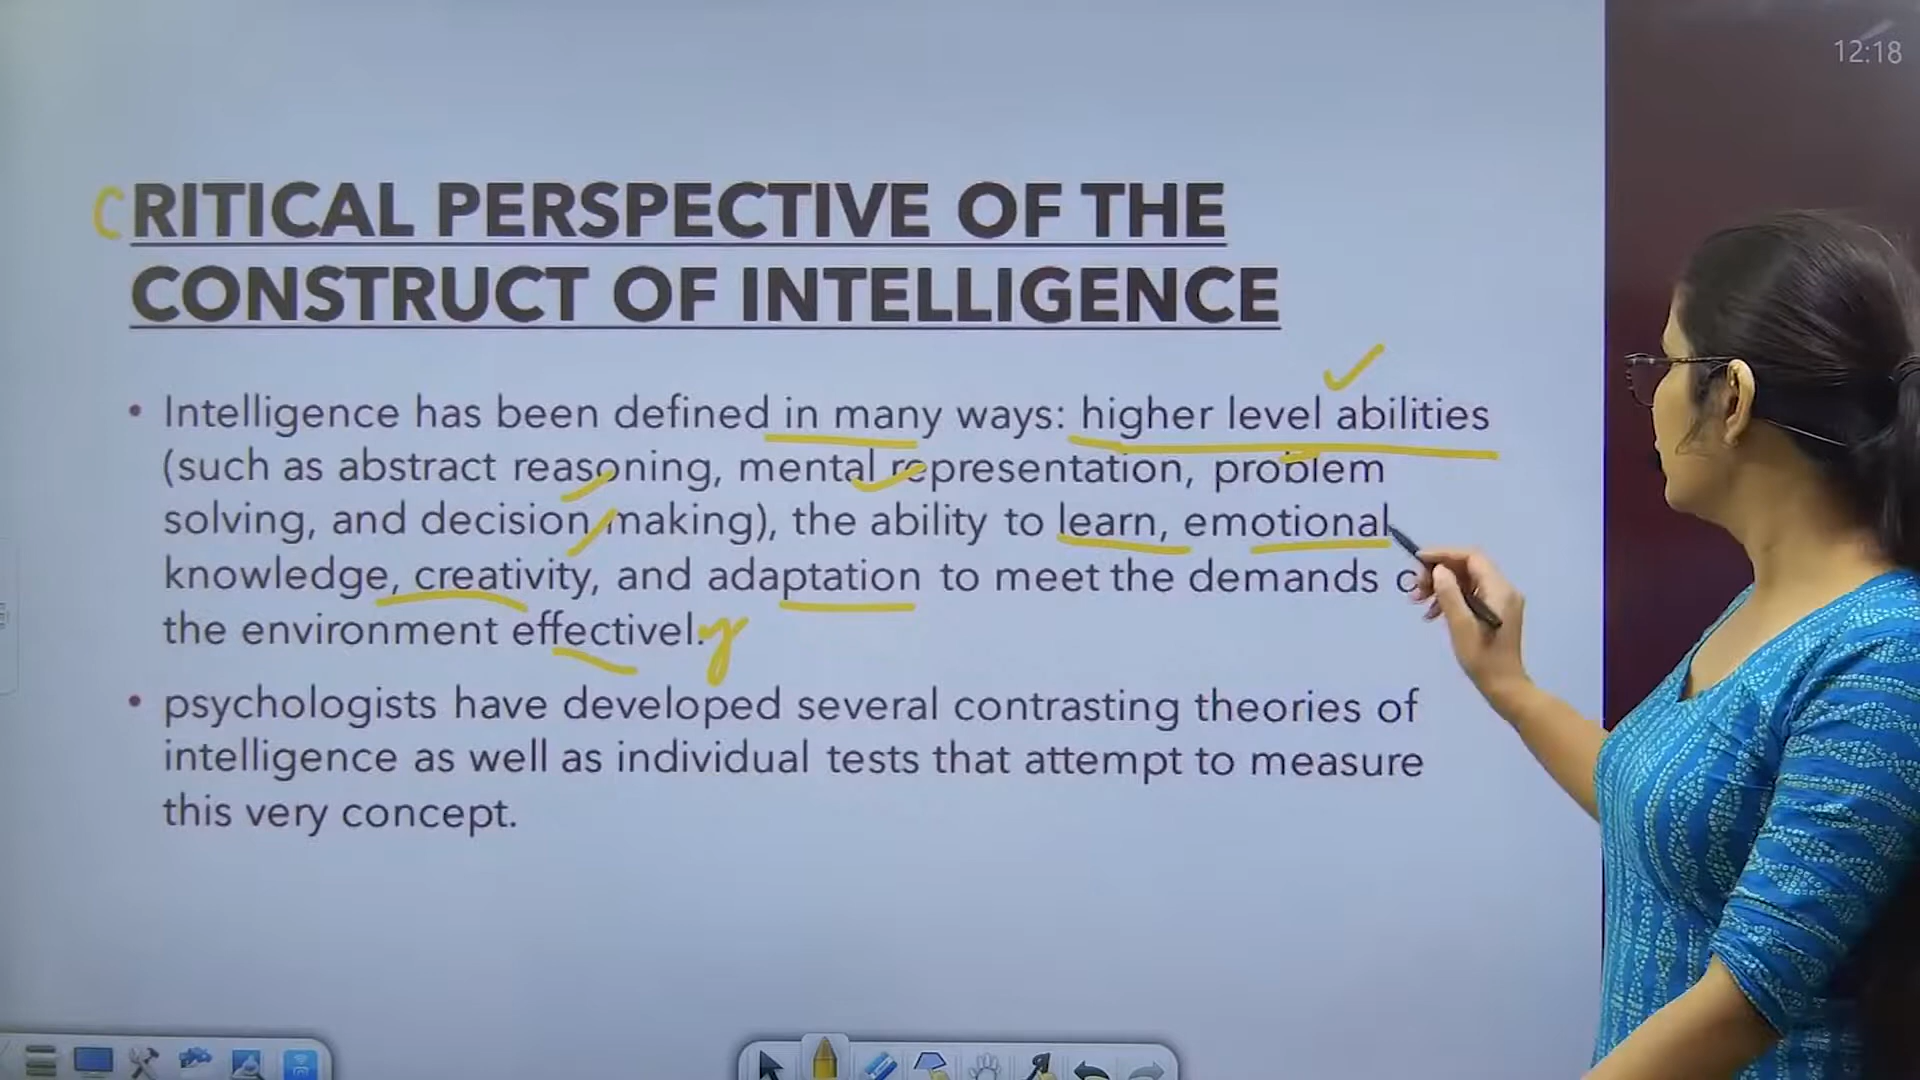 12:18
CRITICAL PERSPECTIVE OF THE
CONSTRUCT OF INTELLIGENCE
• Intelligence has been defined in many ways: higher level abilities
(such as abstract reasoning, mental representation, problem
solving, and decision making), the ability to learn, emotional
knowledge, creativity, and adaptation to meet the demands
the environment effectively
• psychologists have developed several contrasting theories of
intelligence as well as individual tests that attempt to measure
this very concept.